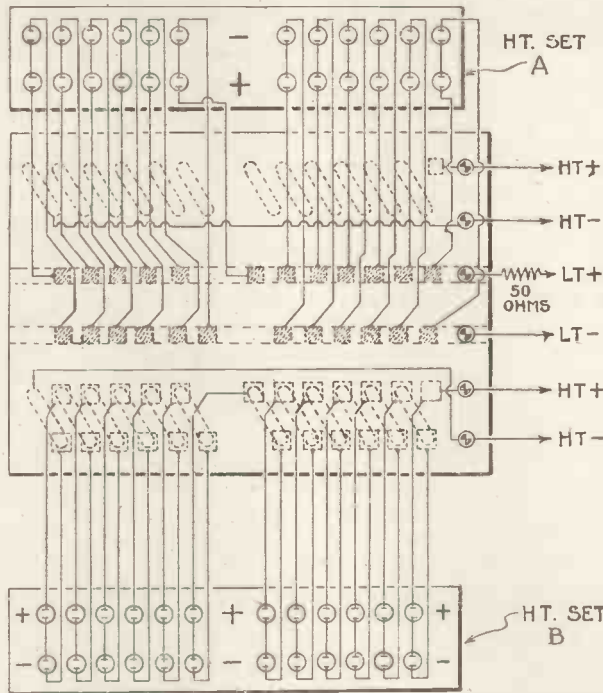 HT. SET
A
HT+
HT-
LT+
50
OHMS
LT-
HT+
HT-
HT. SET
B